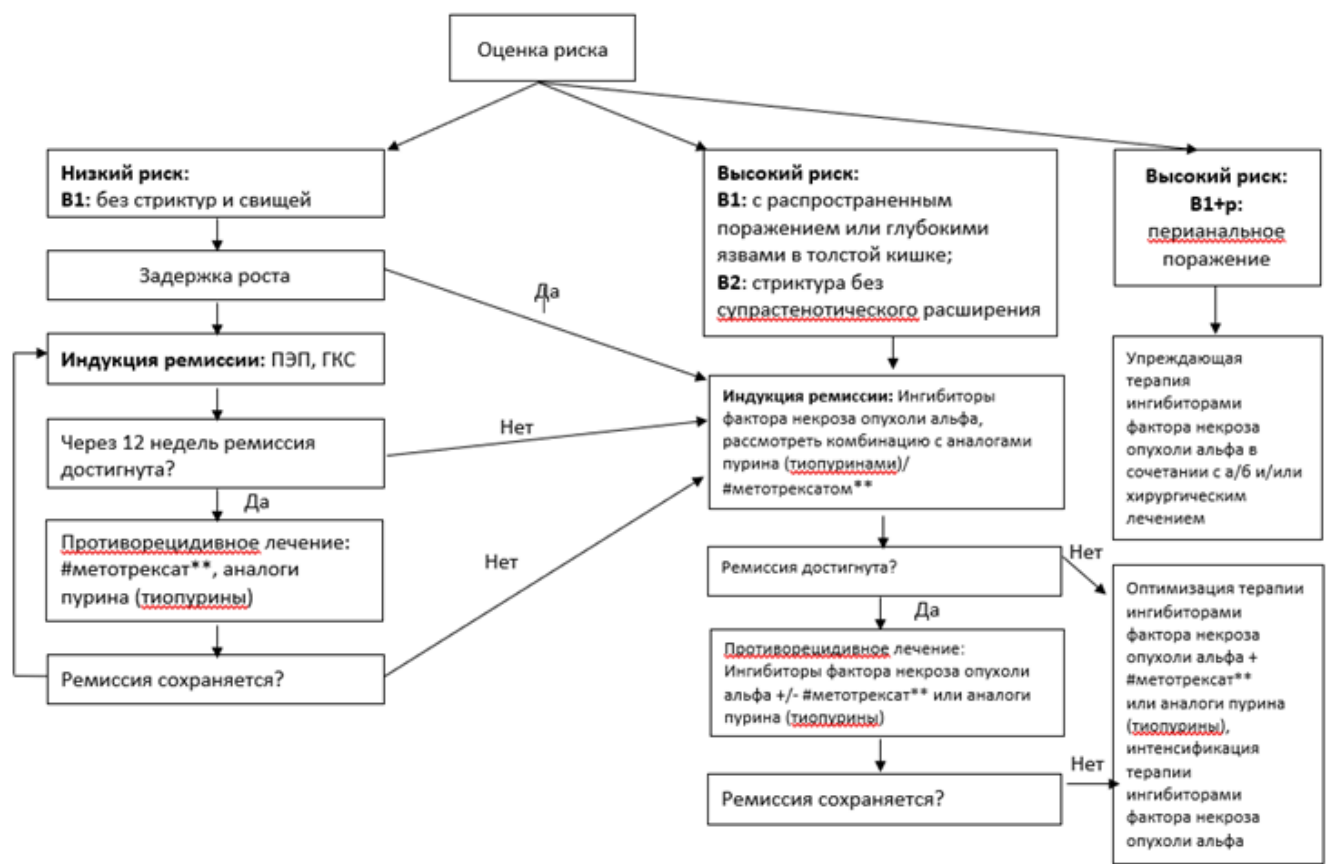 Оценка риска
Низкий риск:
В1: без стриктур и свищей
Задержка роста
Индукция ремиссии: ПЭП, ГКС
Через 12 недель ремиссия
достигнута?
Да
Противорецидивное лечение:
#метотрексат**, аналоги
пурина (тиопурины)
Ремиссия сохраняется?
Да
Нет
Нет
Высокий риск:
В1: с распространенным
поражением или глубокими
язвами в толстой кишке;
В2: стриктура без
супрастенотического расширения
Индукция ремиссии: Ингибиторы
фактора некроза опухоли альфа,
рассмотреть комбинацию с аналогами
пурина (тиопуринами)/
#метотрексатом**
Ремиссия достигнута?
Нет
Да
Противорецидивное лечение:
Ингибиторы фактора некроза опухоли
альфа +/- #метотрексат** или аналоги
пурина (тиопурины)
Ремиссия сохраняется?
Нет
Высокий риск:
В1+р:
перианальное
поражение
Упреждающая
терапия
ингибиторами
фактора некроза
опухоли альфа в
сочетании с а/б и/или
хирургическим
лечением
Оптимизация терапии
ингибиторами
фактора некроза
опухоли альфа +
#метотрексат**
или аналоги пурина
(тиопурины),
интенсификация
терапии
ингибиторами
фактора некроза
опухоли альфа